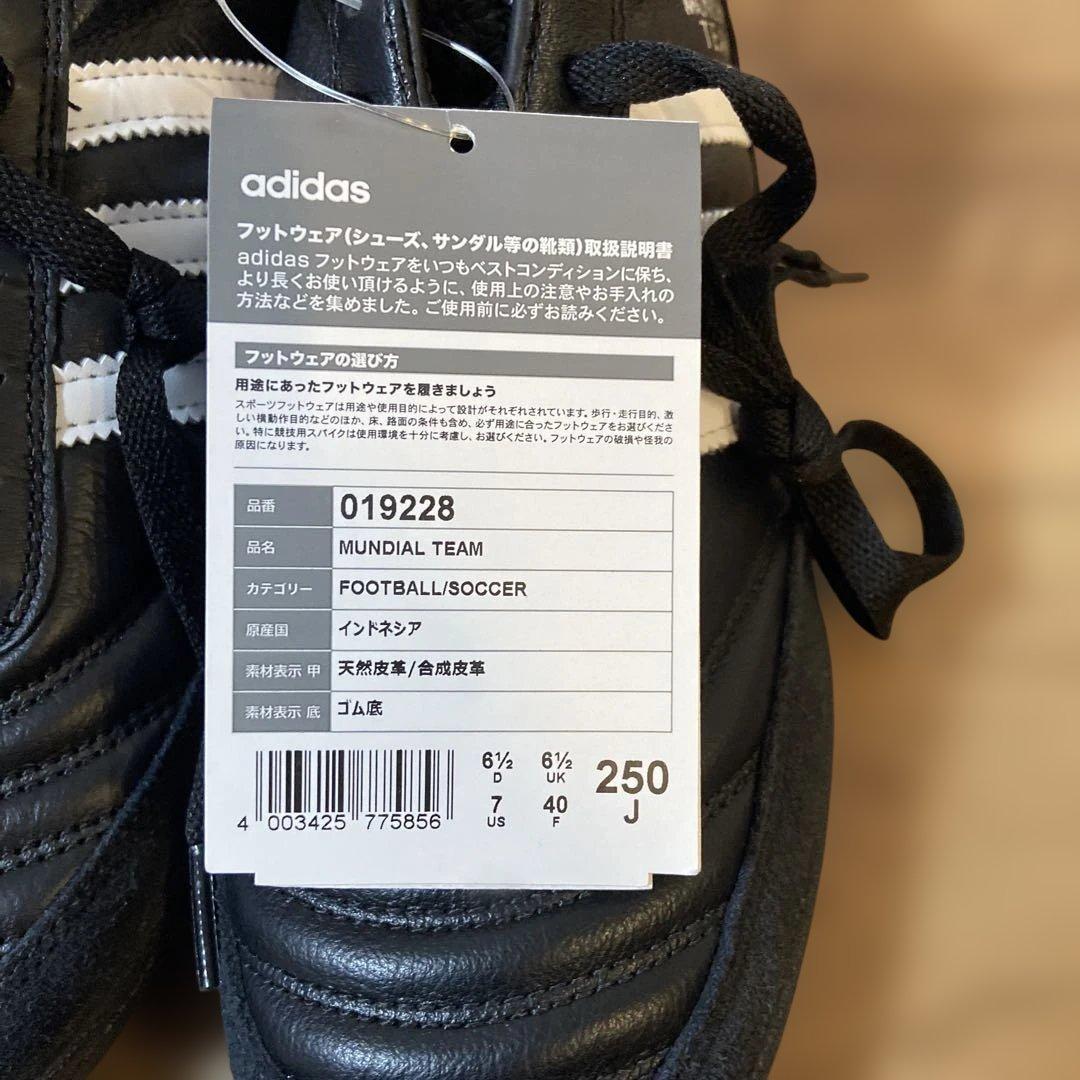 adidas
フットウェア(シューズ、サンダル等の靴類)取扱説明書
adidas フットウェアをいつもベストコンディションに保ち、
より長くお使い頂けるように、使用上の注意やお手入れの
方法などを集めました。ご使用前に必ずお読みください。
フットウェアの選び方
用途にあったフットウェアを履きましょう
スポーツフットウェアは用途や使用目的によって設計がそれぞれされています。歩行・走行目的、激
しい横動作目的などのほか、床、路面の条件も含め、必ず用途に合ったフットウェアをお選びくださ
い。特に競技用スパイクは使用環境を十分に考慮し、お選びください。フットウェアの破損や怪我の
原因になります。
品番 019228
品名 MUNDIAL TEAM
カテゴリー FOOTBALL/SOCCER
原産国 インドネシア
素材表示 甲 天然皮革/合成皮革
素材表示 底 ゴム底
6½ D 6½ UK 250 J
7 US 40 F
4 003425 775856